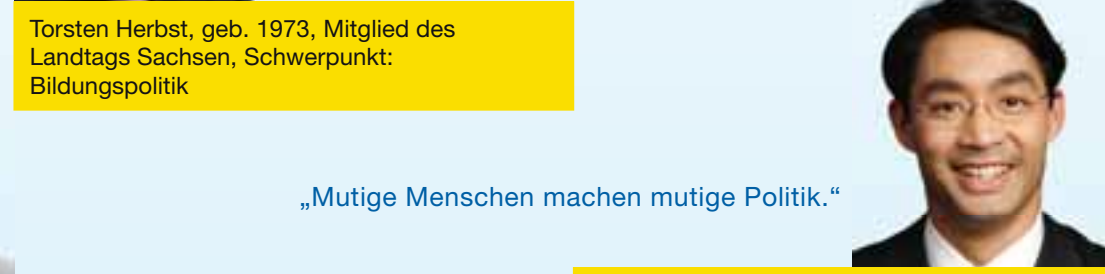 Torsten Herbst, geb. 1973, Mitglied des
Landtags Sachsen, Schwerpunkt:
Bildungspolitik
„Mutige Menschen machen mutige Politik.“